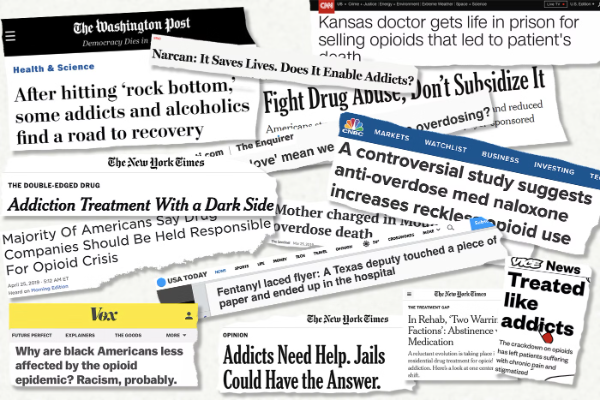 The Washington Post
Democracy Dies in
Health & Science
After hitting ‘rock bottom,’
some addicts and alcoholics
find a road to recovery
CNN
Kansas doctor gets life in prison for
selling opioids that led to patient's
death
Narcan: It Saves Lives. Does It Enable Addicts?
Fight Drug Abuse, Don't Subsidize It
and reduced
sponsored
overdosing?
The Enquirer
love' mean we
CNBC
MARKETS WATCHLIST BUSINESS INVESTING
A controversial study suggests
anti-overdose med naloxone
increases reckless opioid use
The New York Times
THE DOUBLE-EDGED DRUG
Addiction Treatment With a Dark Side
Majority Of Americans Say Drug
Companies Should Be Held Responsible
For Opioid Crisis
April 25, 2019 · 5:12 AM ET
Heard on Morning Edition
Mother charged in
overdose death
USA TODAY
NEWS SPORTS LIFE MONEY TECH TRAVEL OPINION CROSSWORDS MORE
Fentanyl laced flyer: A Texas deputy touched a piece of
paper and ended up in the hospital
Vox
FUTURE PERFECT EXPLAINERS THE GOODS MORE
Why are black Americans less
affected by the opioid
epidemic? Racism, probably.
The New York Times
OPINION
Addicts Need Help. Jails
Could Have the Answer.
The New York Times
THE TREATMENT GAP
In Rehab, ‘Two Warring
Factions’: Abstinence
Medication
A reluctant evolution is taking place
residential drug treatment for opioid
addiction. Here's a look at one center
shift.
VICE News
Treated
like
addicts
The crackdown on opioids
has left patients suffering
with chronic pain and
stigmatized